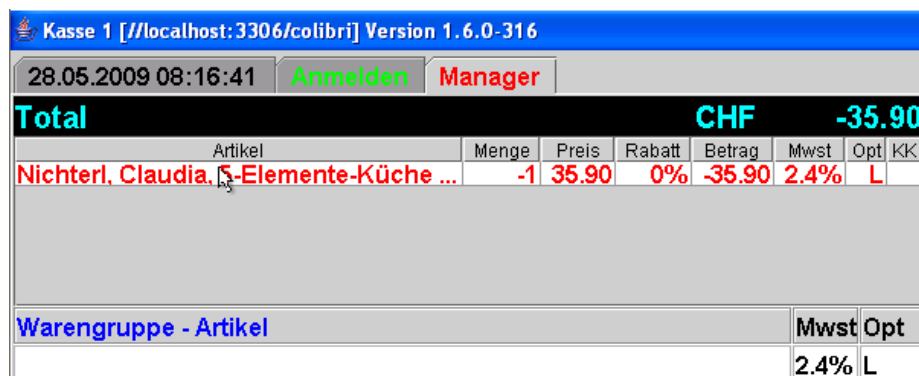 Kasse 1 [//localhost:3306/colibri] Version 1.6.0-316
28.05.2009 08:16:41 Anmelden Manager
Total CHF -35.90
Artikel Menge Preis Rabatt Betrag Mwst Opt KK
Nichterl, Claudia, 5-Elemente-Küche ... -1 35.90 0% -35.90 2.4% L
Warengruppe - Artikel Mwst Opt
2.4% L